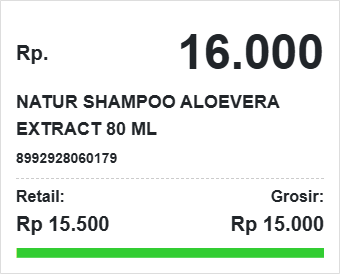 Rp. 16.000
NATUR SHAMPOO ALOEVERA
EXTRACT 80 ML
8992928060179
Retail: Grosir:
Rp 15.500 Rp 15.000